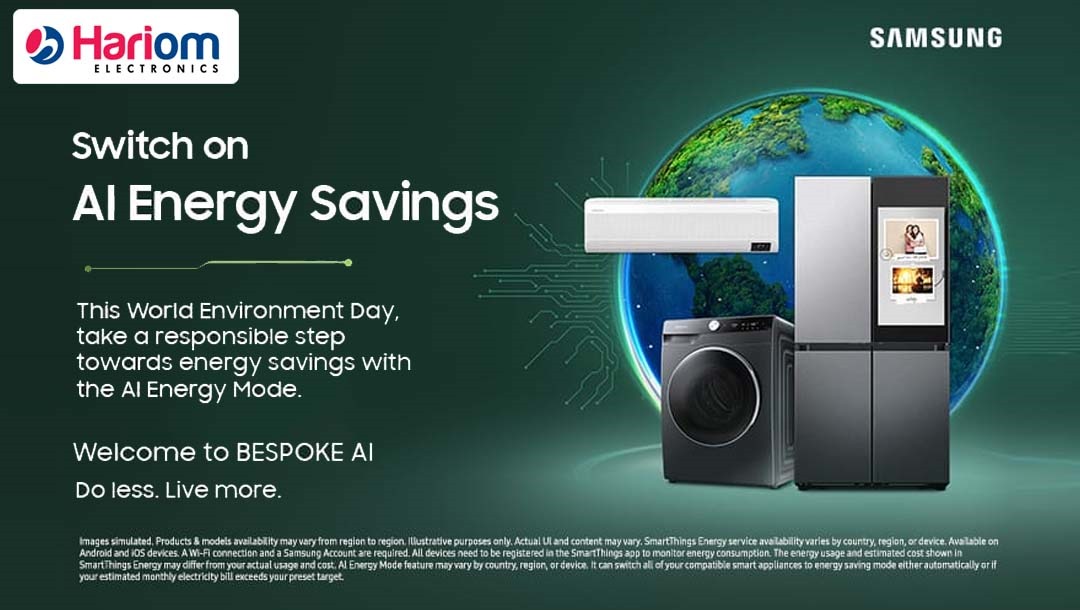 Hariom
ELECTRONICS
SAMSUNG
Switch on
AI Energy Savings
This World Environment Day,
take a responsible step
towards energy savings with
the AI Energy Mode.
Welcome to BESPOKE AI
Do less. Live more.
Images simulated. Products & models availability may vary from region to region. Illustrative purposes only. Actual UI and content may vary. SmartThings Energy service availability varies by country, region, or device. Available on
Android and iOS devices. A Wi-Fi connection and a Samsung Account are required. All devices need to be registered in the SmartThings app to monitor energy consumption. The energy usage and estimated cost shown in
SmartThings Energy may differ from your actual usage and cost. AI Energy Mode feature may vary by country, region, or device. It can switch all of your compatible smart appliances to energy saving mode either automatically or if
your estimated monthly electricity bill exceeds your preset target.